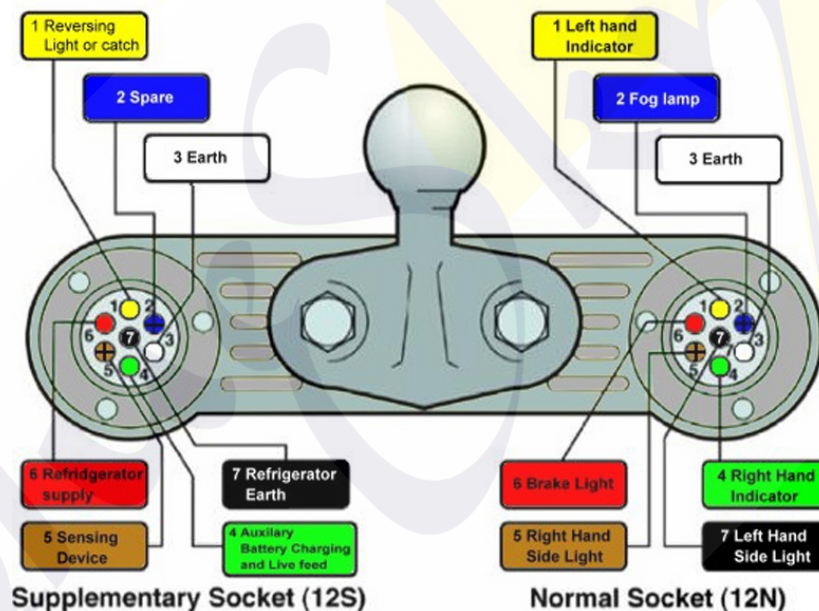 1 Reversing
Light or catch
2 Spare
3 Earth
1 Left hand
Indicator
2 Fog lamp
3 Earth
1
2
3
4
5
6
7
1
2
3
4
5
6
7
6 Refridgerator
supply
7 Refrigerator
Earth
5 Sensing
Device
4 Auxilary
Battery Charging
and Live feed
6 Brake Light
4 Right Hand
Indicator
5 Right Hand
Side Light
7 Left Hand
Side Light
Supplementary Socket (12S)
Normal Socket (12N)